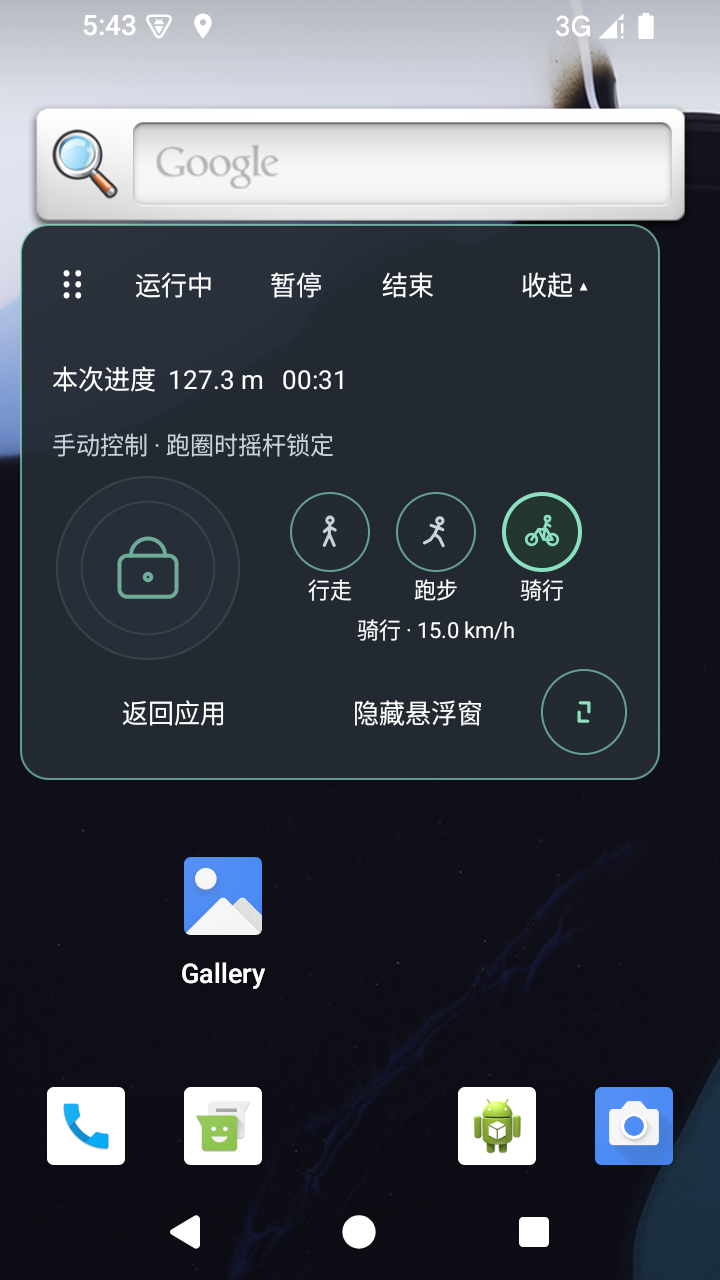 5:43 3G
Google
运行中 暂停 结束 收起▴
本次进度 127.3 m 00:31
手动控制 · 跑圈时摇杆锁定
行走 跑步 骑行
骑行 · 15.0 km/h
返回应用 隐藏悬浮窗
Gallery